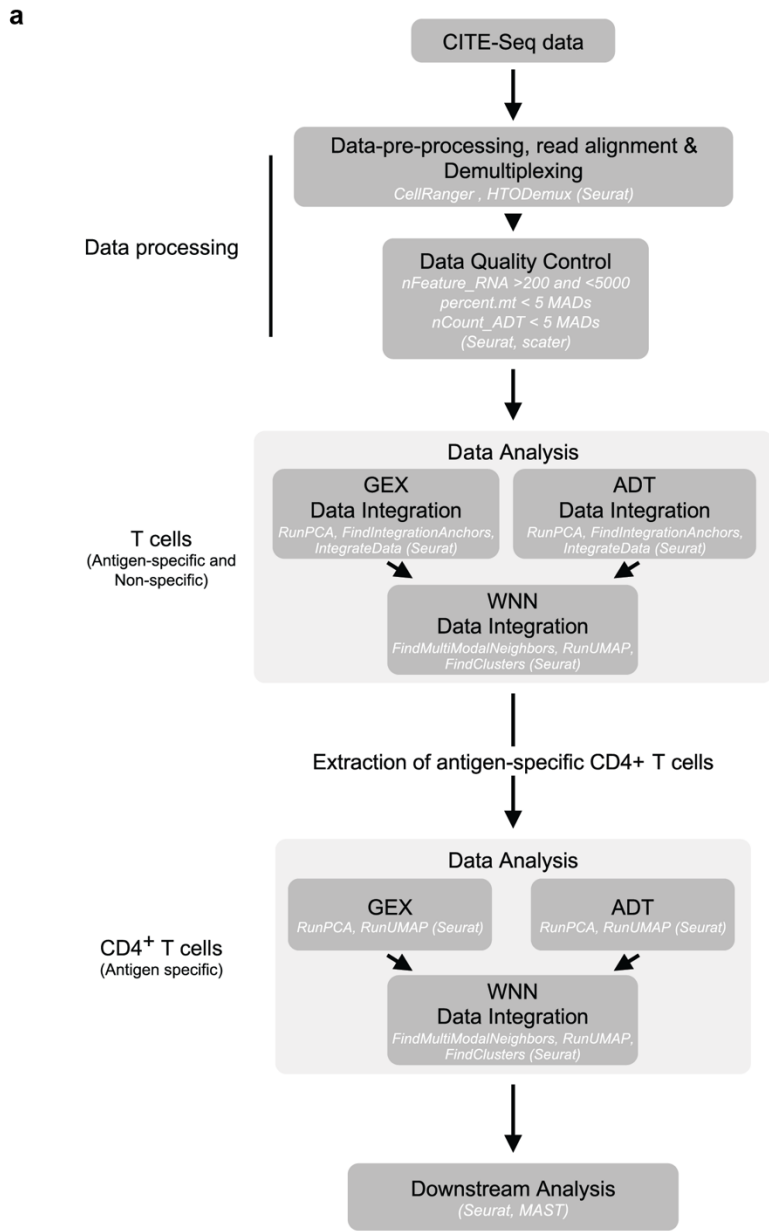 a
CITE-Seq data
Data-pre-processing, read alignment &
Demultiplexing
CellRanger , HTODemux (Seurat)
Data processing
Data Quality Control
nFeature_RNA >200 and <5000
percent.mt < 5 MADs
nCount_ADT < 5 MADs
(Seurat, scater)
Data Analysis
GEX
Data Integration
RunPCA, FindIntegrationAnchors,
IntegrateData (Seurat)
ADT
Data Integration
RunPCA, FindIntegrationAnchors,
IntegrateData (Seurat)
T cells
(Antigen-specific and
Non-specific)
WNN
Data Integration
FindMultiModalNeighbors, RunUMAP,
FindClusters (Seurat)
Extraction of antigen-specific CD4+ T cells
Data Analysis
GEX
RunPCA, RunUMAP (Seurat)
ADT
RunPCA, RunUMAP (Seurat)
CD4⁺ T cells
(Antigen specific)
WNN
Data Integration
FindMultiModalNeighbors, RunUMAP,
FindClusters (Seurat)
Downstream Analysis
(Seurat, MAST)